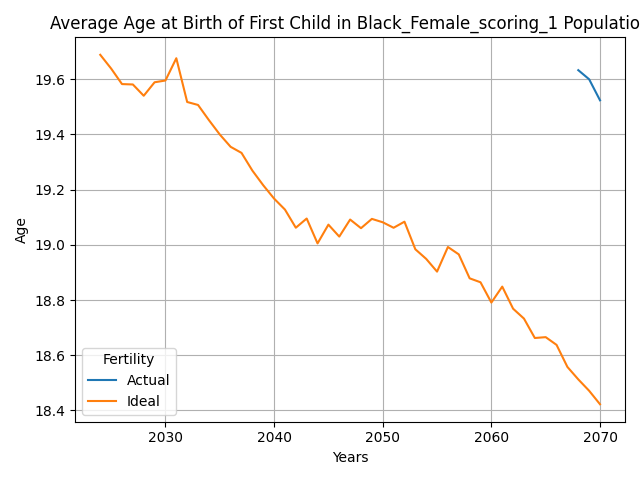 Average Age at Birth of First Child in Black_Female_scoring_1 Populatio
Age
19.6
19.4
19.2
19.0
18.8
18.6
18.4
Fertility
Actual
Ideal
2030 2040 2050 2060 2070
Years